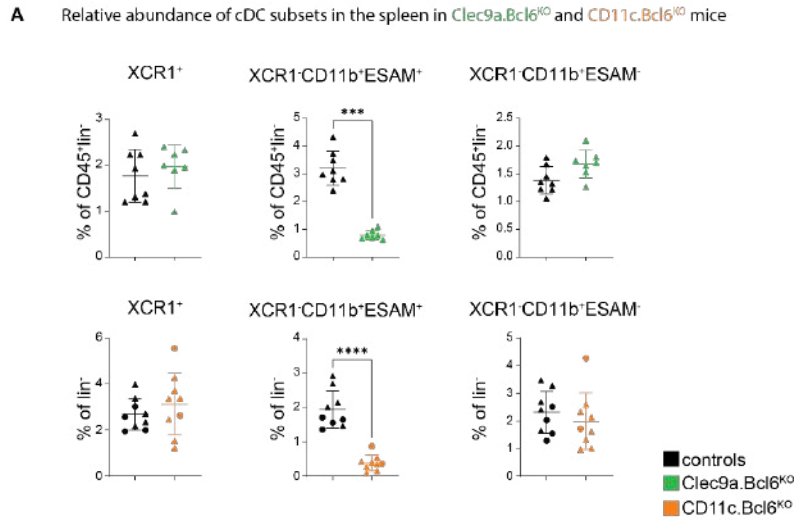 A Relative abundance of cDC subsets in the spleen in Clec9a.Bcl6ᴷᴼ and CD11c.Bcl6ᴷᴼ mice
XCR1⁺ XCR1⁻CD11b⁺ESAM⁺ XCR1⁻CD11b⁺ESAM⁻
% of CD45⁺lin⁻
3
2
1
0
% of CD45⁺lin⁻
5
4
3
2
1
0
***
% of CD45⁺lin⁻
2.5
2.0
1.5
1.0
0.5
0.0
XCR1⁺ XCR1⁻CD11b⁺ESAM⁺ XCR1⁻CD11b⁺ESAM⁻
% of lin⁻
6
4
2
0
% of lin⁻
4
3
2
1
0
****
% of lin⁻
5
4
3
2
1
0
controls
Clec9a.Bcl6ᴷᴼ
CD11c.Bcl6ᴷᴼ